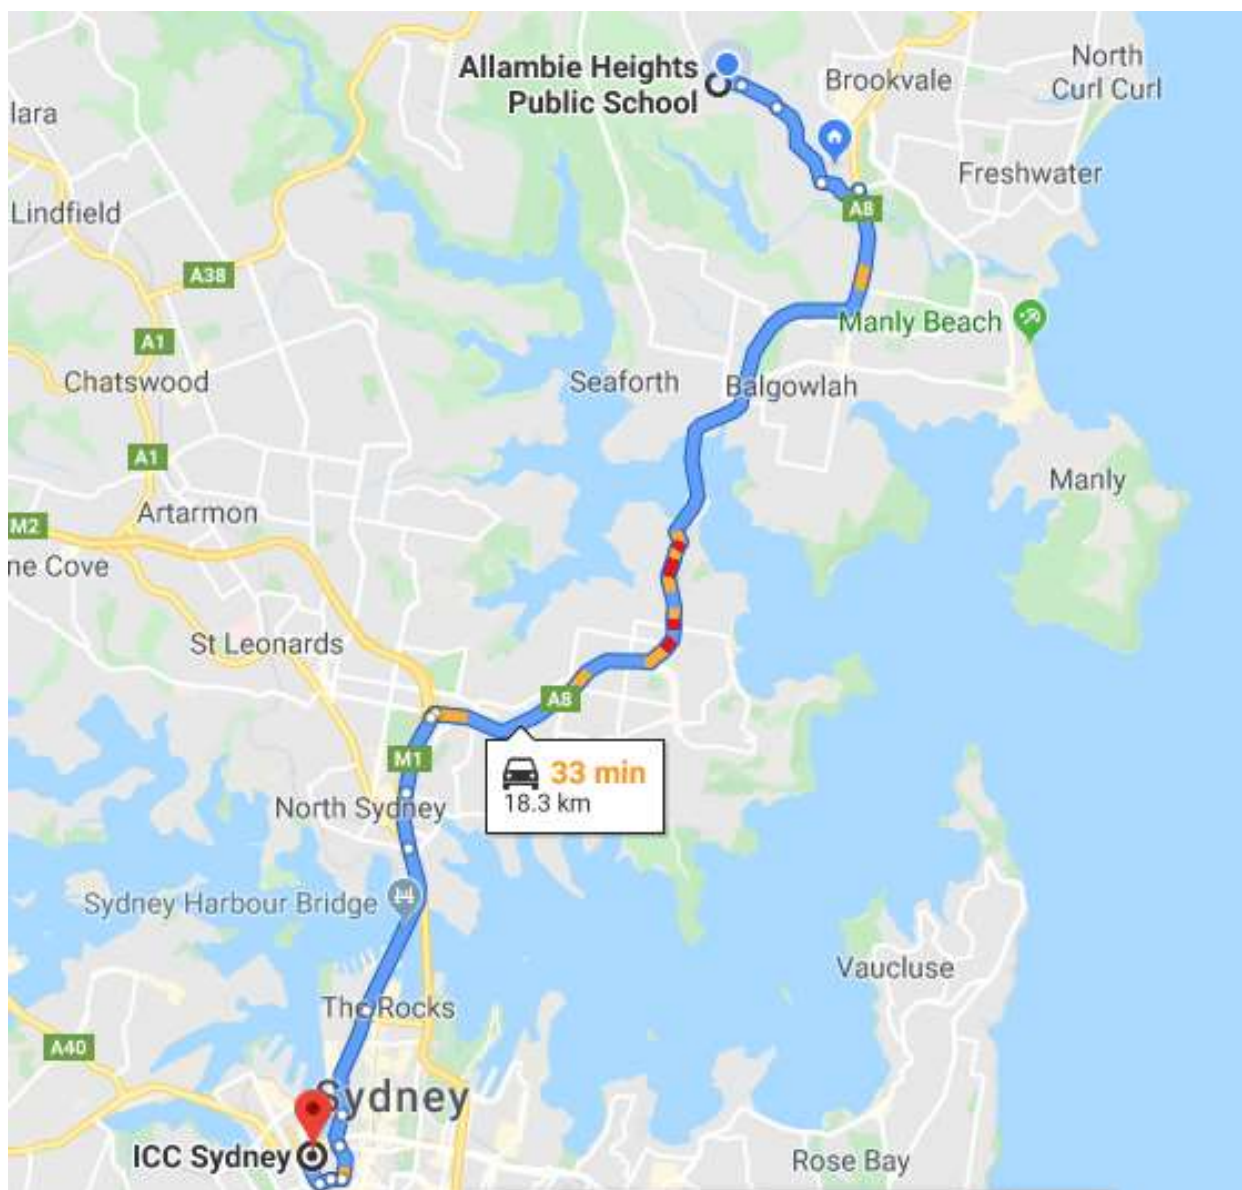 Allambie Heights
Public School
North
Curl Curl
Brookvale
lara
Freshwater
Lindfield
A8
A38
Manly Beach
A1
Chatswood
Seaforth
Balgowlah
A1
Manly
M2
Artarmon
ne Cove
St Leonards
A8
M1
33 min
18.3 km
North Sydney
Sydney Harbour Bridge
Vaucluse
The Rocks
A40
Sydney
ICC Sydney
Rose Bay